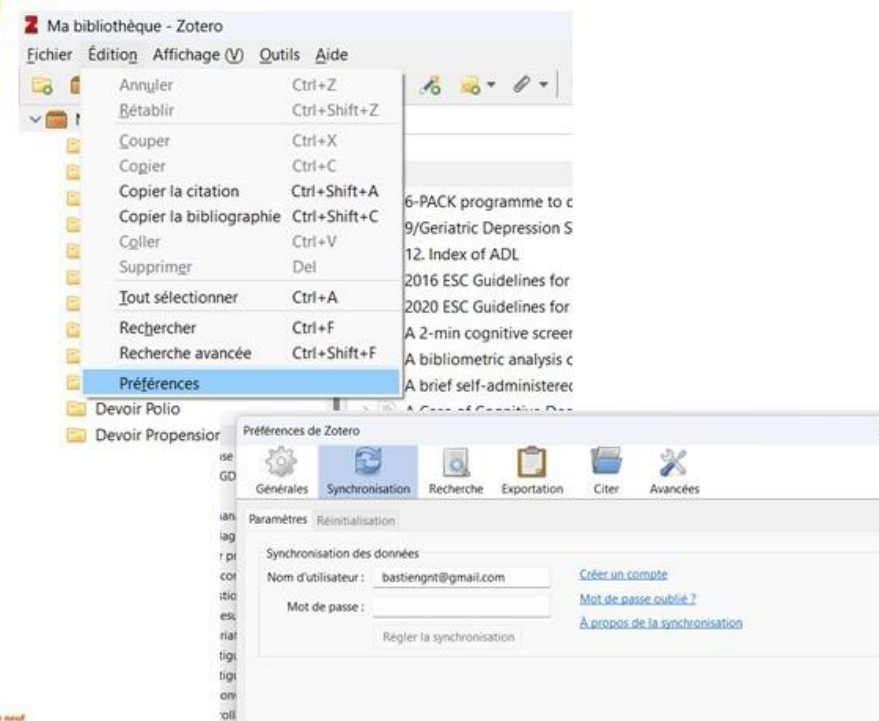 Ma bibliothèque - Zotero
Fichier Édition Affichage (V) Outils Aide
Annuler Ctrl+Z
Rétablir Ctrl+Shift+Z
Couper Ctrl+X
Copier Ctrl+C
Copier la citation Ctrl+Shift+A
Copier la bibliographie Ctrl+Shift+C
Coller Ctrl+V
Supprimer Del
Tout sélectionner Ctrl+A
Rechercher Ctrl+F
Recherche avancée Ctrl+Shift+F
Préférences
6-PACK programme to
9/Geriatric Depression S
12. Index of ADL
2016 ESC Guidelines for
2020 ESC Guidelines for
A 2-min cognitive screer
A bibliometric analysis
A brief self-administered
Devoir Polio
Devoir Propension
Préférences de Zotero
Générales Synchronisation Recherche Exportation Citer Avancées
Paramètres Réinitialisation
Synchronisation des données
Nom d'utilisateur : bastiengnt@gmail.com Créer un compte
Mot de passe : Mot de passe oublié ?
À propos de la synchronisation
Régler la synchronisation